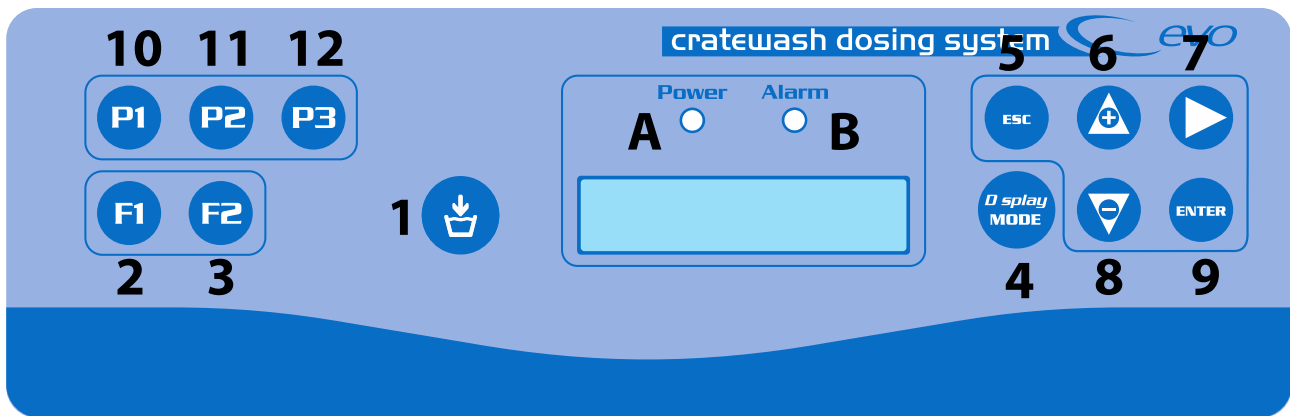 10 11 12
cratewash dosing system evo
5 6 7
P1 P2 P3
Power Alarm
A B
ESC +
F1 F2
1
D splay
MODE
-
ENTER
2 3
4 8 9